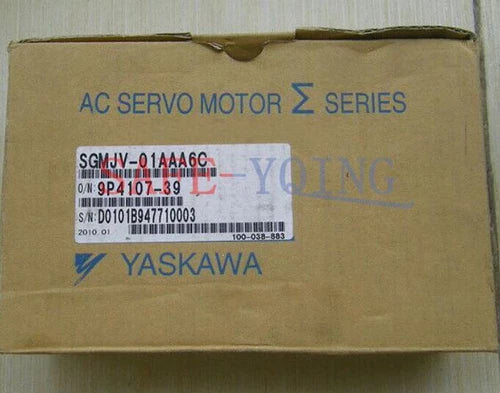 AC SERVO MOTOR Σ SERIES
SGMJV-01AAA6C
SAFE-YQING
O/N: 9P4107-39
S/N: D0101B947710003
2010.01
100-038-883
YASKAWA